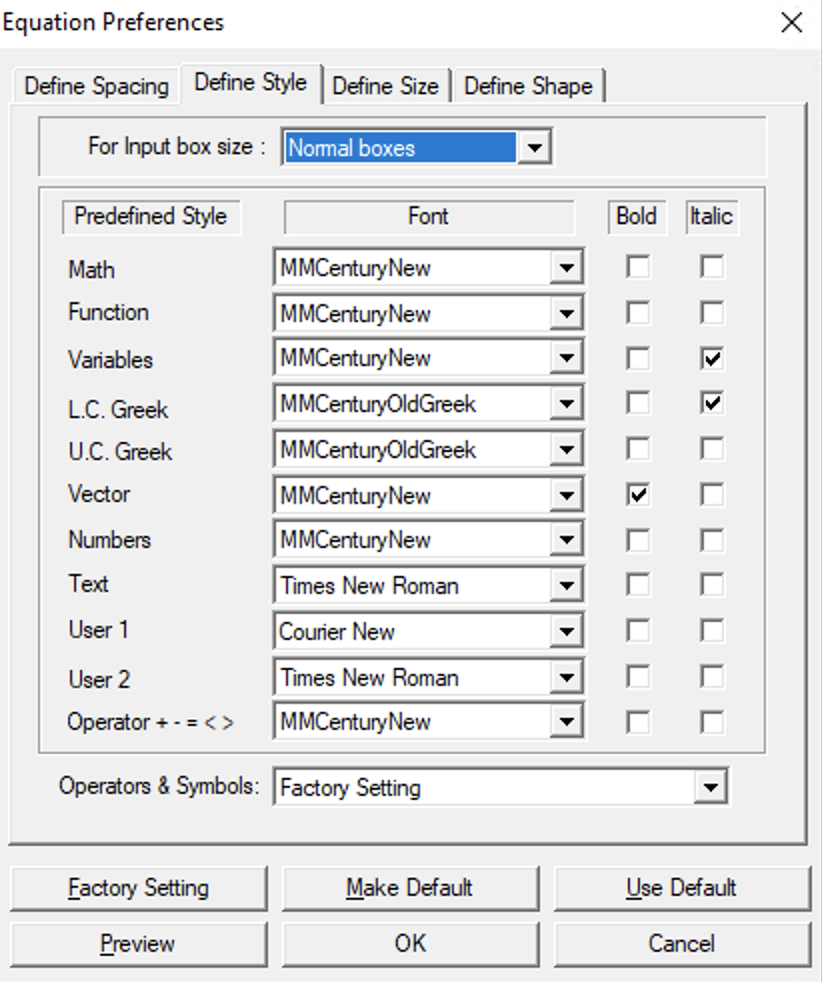 Equation Preferences
Define Spacing Define Style Define Size Define Shape
For Input box size : Normal boxes
Predefined Style Font Bold Italic
Math MMCenturyNew
Function MMCenturyNew
Variables MMCenturyNew
L.C. Greek MMCenturyOldGreek
U.C. Greek MMCenturyOldGreek
Vector MMCenturyNew
Numbers MMCenturyNew
Text Times New Roman
User 1 Courier New
User 2 Times New Roman
Operator + - = < > MMCenturyNew
Operators & Symbols: Factory Setting
Factory Setting Make Default Use Default
Preview OK Cancel